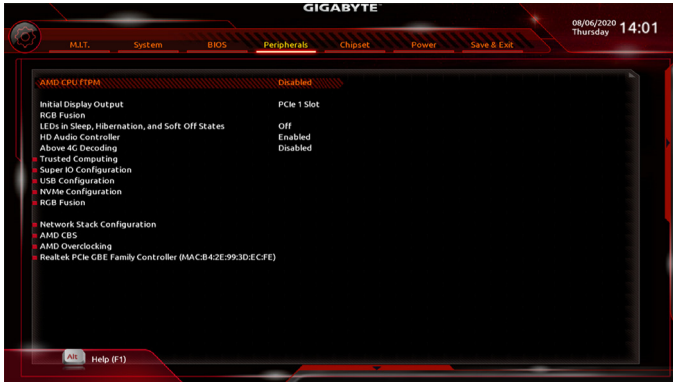 GIGABYTE
08/06/2020 14:01
Thursday
M.I.T. System BIOS Peripherals Chipset Power Save & Exit
AMD CPU fTPM Disabled
Initial Display Output PCIe 1 Slot
RGB Fusion
LEDs in Sleep, Hibernation, and Soft Off States Off
HD Audio Controller Enabled
Above 4G Decoding Disabled
Trusted Computing
Super IO Configuration
USB Configuration
NVMe Configuration
RGB Fusion
Network Stack Configuration
AMD CBS
AMD Overclocking
Realtek PCIe GBE Family Controller (MAC:B4:2E:99:3D:EC:FE)
Alt Help (F1)